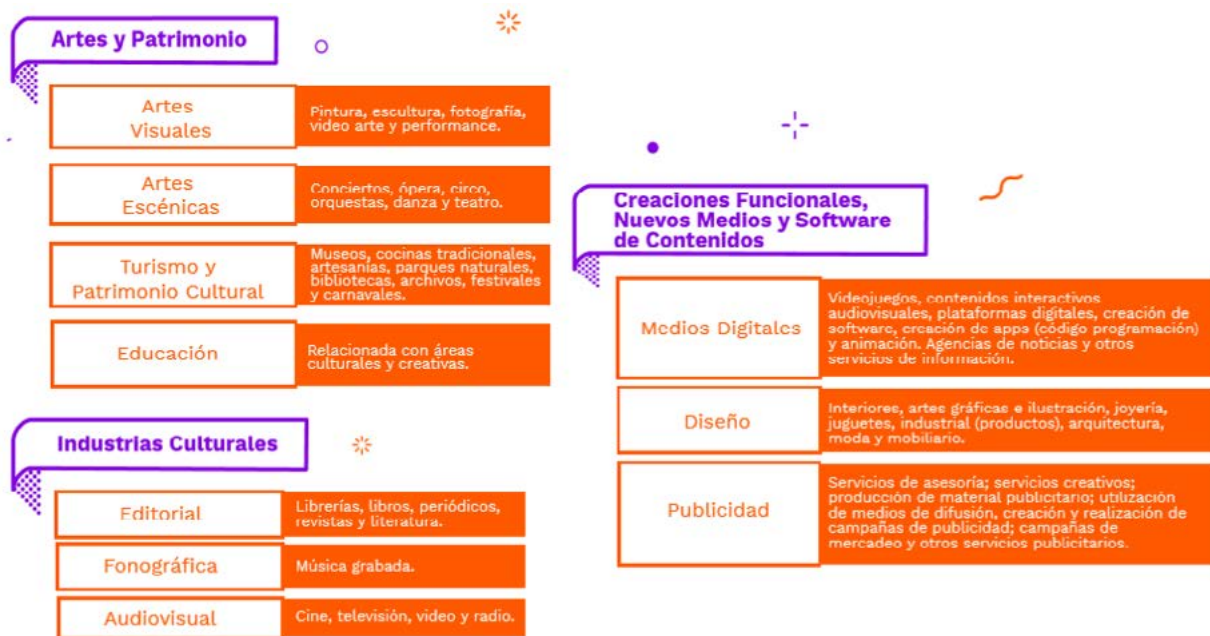 Artes y Patrimonio
Artes
Visuales
Pintura, escultura, fotografía,
video arte y performance.
Artes
Escénicas
Conciertos, ópera, circo,
orquestas, danza y teatro.
Turismo y
Patrimonio Cultural
Museos, cocinas tradicionales,
artesanías, parques naturales,
bibliotecas, archivos, festivales
y carnavales.
Educación
Relacionada con áreas
culturales y creativas.
Industrias Culturales
Editorial
Librerías, libros, periódicos,
revistas y literatura.
Fonográfica
Música grabada.
Audiovisual
Cine, televisión, video y radio.
Creaciones Funcionales,
Nuevos Medios y Software
de Contenidos
Medios Digitales
Videojuegos, contenidos interactivos
audiovisuales, plataformas digitales, creación de
software, creación de apps (código programación)
y animación. Agencias de noticias y otros
servicios de información.
Diseño
Interiores, artes gráficas e ilustración, joyería,
juguetes, industrial (productos), arquitectura,
moda y mobiliario.
Publicidad
Servicios de asesoría; servicios creativos;
producción de material publicitario; utilización
de medios de difusión, creación y realización de
campañas de publicidad; campañas de
mercadeo y otros servicios publicitarios.